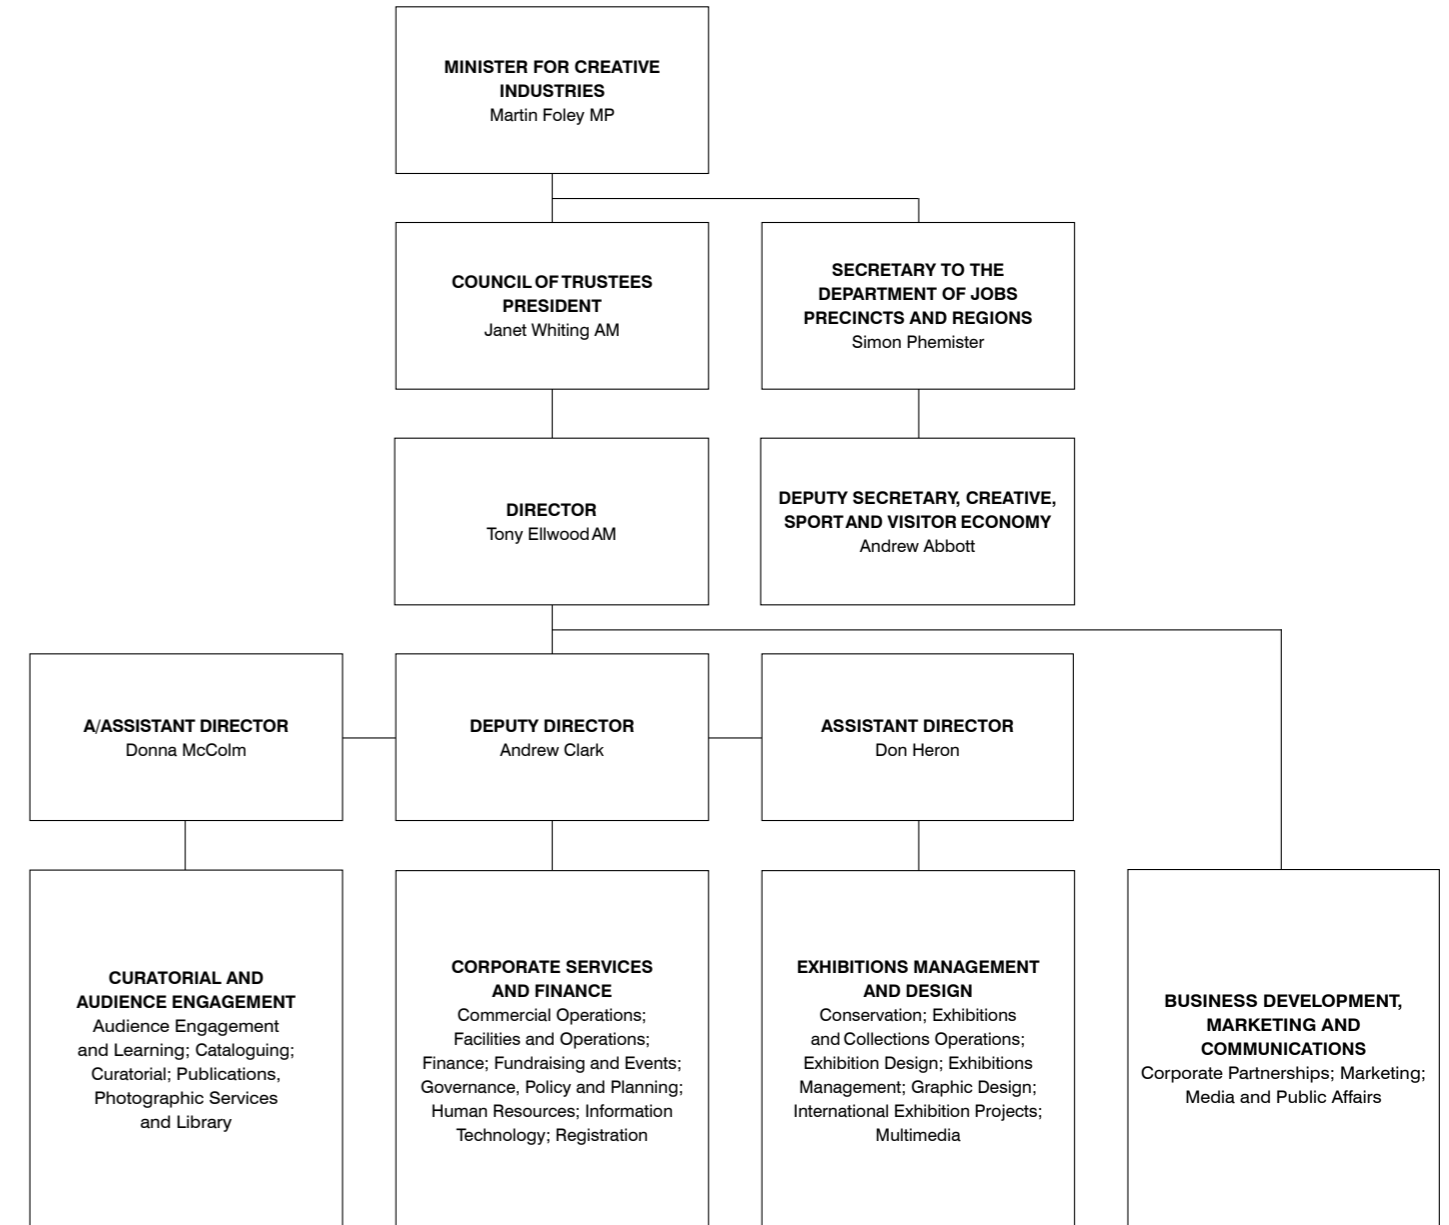 MINISTER FOR CREATIVE
INDUSTRIES
Martin Foley MP
COUNCIL OF TRUSTEES
PRESIDENT
Janet Whiting AM
SECRETARY TO THE
DEPARTMENT OF JOBS
PRECINCTS AND REGIONS
Simon Phemister
DIRECTOR
Tony Ellwood AM
DEPUTY SECRETARY, CREATIVE,
SPORT AND VISITOR ECONOMY
Andrew Abbott
A/ASSISTANT DIRECTOR
Donna McColm
DEPUTY DIRECTOR
Andrew Clark
ASSISTANT DIRECTOR
Don Heron
CURATORIAL AND
AUDIENCE ENGAGEMENT
Audience Engagement
and Learning; Cataloguing;
Curatorial; Publications,
Photographic Services
and Library
CORPORATE SERVICES
AND FINANCE
Commercial Operations;
Facilities and Operations;
Finance; Fundraising and Events;
Governance, Policy and Planning;
Human Resources; Information
Technology; Registration
EXHIBITIONS MANAGEMENT
AND DESIGN
Conservation; Exhibitions
and Collections Operations;
Exhibition Design; Exhibitions
Management; Graphic Design;
International Exhibition Projects;
Multimedia
BUSINESS DEVELOPMENT,
MARKETING AND
COMMUNICATIONS
Corporate Partnerships; Marketing;
Media and Public Affairs